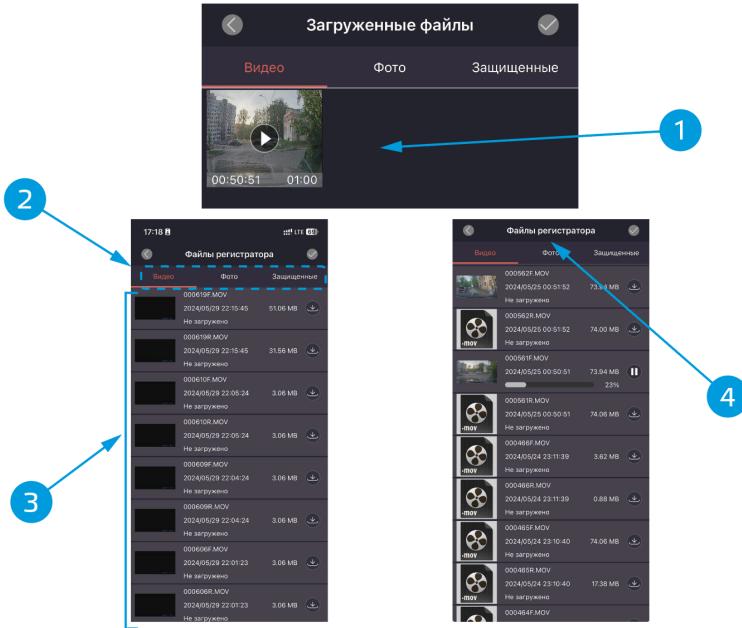 Загруженные файлы
Видео Фото Защищенные
00:50:51 01:00
1
2
17:18 LTE 69
Файлы регистратора
Видео Фото Защищенные
000619F.MOV
2024/05/29 22:15:45 51.06 MB
Не загружено
000619R.MOV
2024/05/29 22:15:45 31.56 MB
Не загружено
000610F.MOV
2024/05/29 22:05:24 3.06 MB
Не загружено
000610R.MOV
2024/05/29 22:05:24 3.06 MB
Не загружено
000609F.MOV
2024/05/29 22:04:24 3.06 MB
Не загружено
000609R.MOV
2024/05/29 22:04:24 3.06 MB
Не загружено
000606F.MOV
2024/05/29 22:01:23 3.06 MB
Не загружено
000606R.MOV
2024/05/29 22:01:23 3.06 MB
Не загружено
3
Файлы регистратора
Видео Фото Защищенные
000562F.MOV
2024/05/25 00:51:52
Не загружено
000562R.MOV
2024/05/25 00:51:52 74.00 MB
.mov Не загружено
000561F.MOV
2024/05/25 00:50:51 73.94 MB
23%
000561R.MOV
2024/05/25 00:50:51 74.06 MB
.mov Не загружено
000466F.MOV
2024/05/24 23:11:39 3.62 MB
.mov Не загружено
000466R.MOV
2024/05/24 23:11:39 0.88 MB
.mov Не загружено
000465F.MOV
2024/05/24 23:10:40 74.06 MB
.mov Не загружено
000465R.MOV
2024/05/24 23:10:40 17.38 MB
.mov Не загружено
000464F.MOV
4